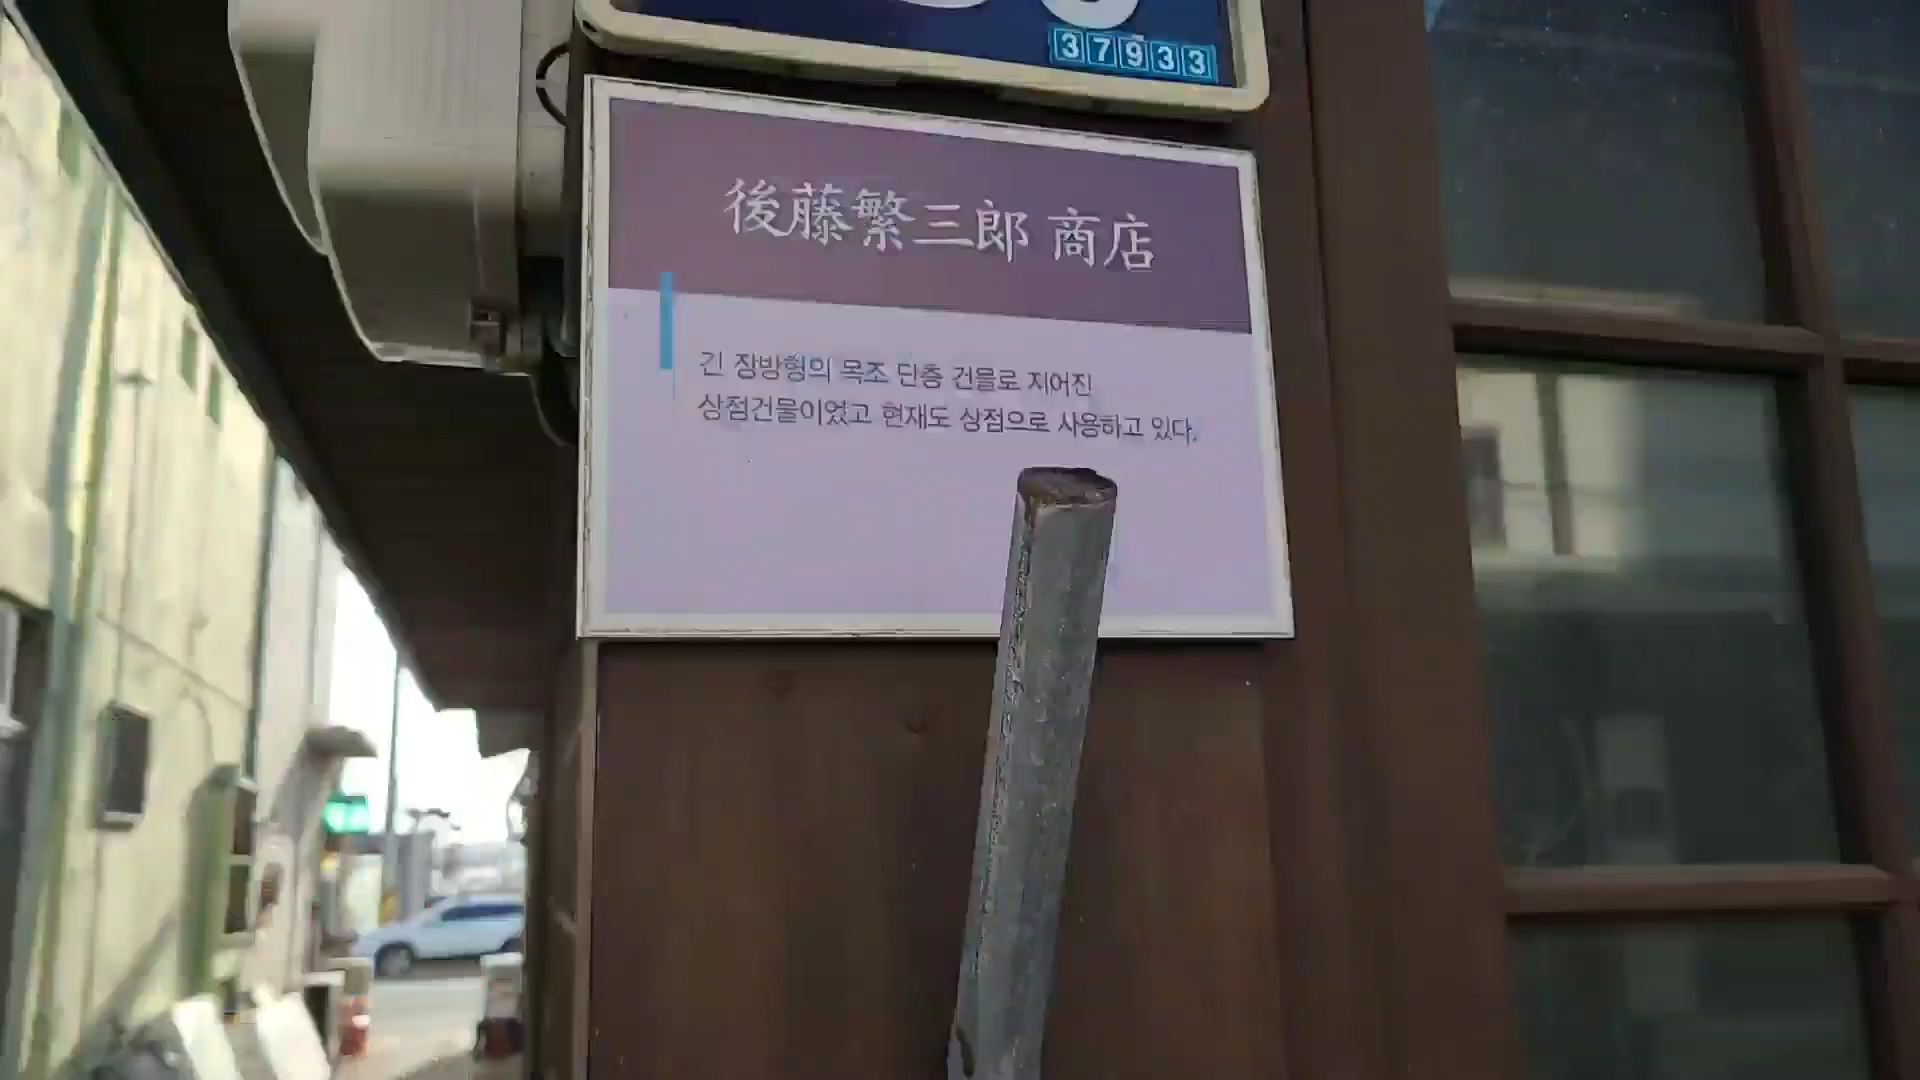 37933
後藤繁三郎 商店
긴 장방형의 목조 단층 건물로 지어진
상점건물이었고 현재도 상점으로 사용하고 있다.